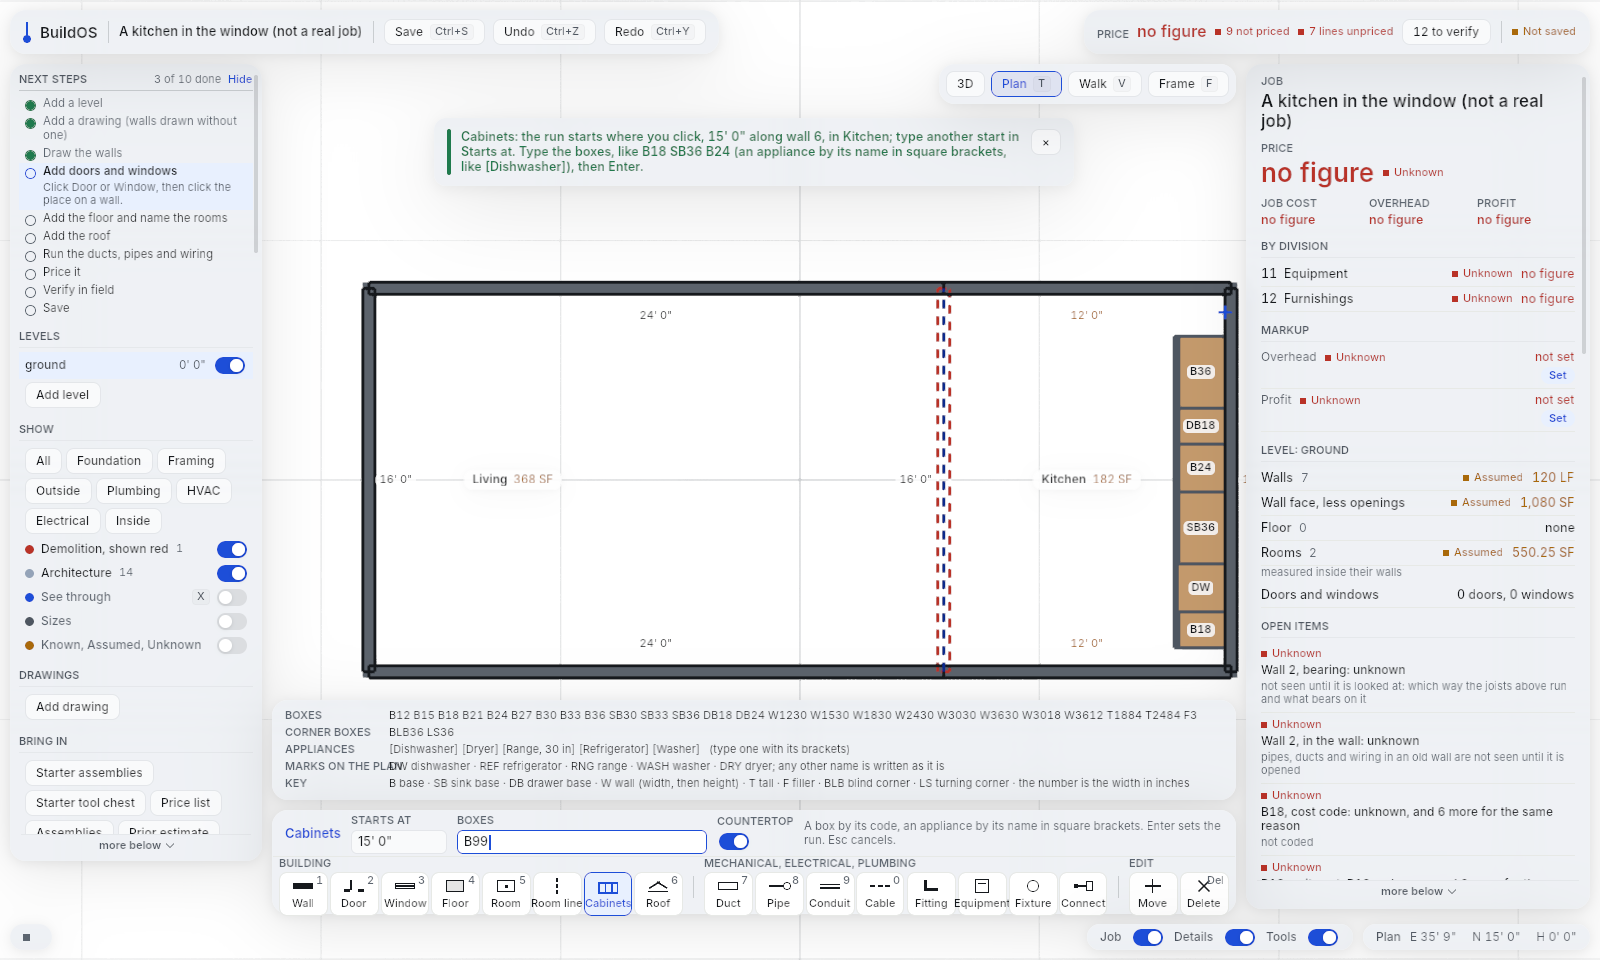 BuildOS
A kitchen in the window (not a real job)
Save Ctrl+S
Undo Ctrl+Z
Redo Ctrl+Y
PRICE no figure 9 not priced 7 lines unpriced
12 to verify
Not saved
NEXT STEPS 3 of 10 done Hide
Add a level
Add a drawing (walls drawn without
one)
Draw the walls
Add doors and windows
Click Door or Window, then click the
place on a wall.
Add the floor and name the rooms
Add the roof
Run the ducts, pipes and wiring
Price it
Verify in field
Save
LEVELS
ground 0' 0"
Add level
SHOW
All Foundation Framing
Outside Plumbing HVAC
Electrical Inside
Demolition, shown red 1
Architecture 14
See through X
Sizes
Known, Assumed, Unknown
DRAWINGS
Add drawing
BRING IN
Starter assemblies
Starter tool chest Price list
Assemblies Prior estimate
more below
3D Plan T Walk V Frame F
Cabinets: the run starts where you click, 15' 0" along wall 6, in Kitchen; type another start in
Starts at. Type the boxes, like B18 SB36 B24 (an appliance by its name in square brackets,
like [Dishwasher]), then Enter.
×
24' 0" 12' 0"
B36
DB18
B24
16' 0" Living 368 SF 16' 0" Kitchen 182 SF
SB36
DW
B18
24' 0" 12' 0"
BOXES B12 B15 B18 B21 B24 B27 B30 B33 B36 SB30 SB33 SB36 DB18 DB24 W1230 W1530 W1830 W2430 W3030 W3630 W3018 W3612 T1884 T2484 F3
CORNER BOXES BLB36 LS36
APPLIANCES [Dishwasher] [Dryer] [Range, 30 in] [Refrigerator] [Washer] (type one with its brackets)
MARKS ON THE PLAN DW dishwasher · REF refrigerator · RNG range · WASH washer · DRY dryer; any other name is written as it is
KEY B base · SB sink base · DB drawer base · W wall (width, then height) · T tall · F filler · BLB blind corner · LS turning corner · the number is the width in inches
Cabinets
STARTS AT
15' 0"
BOXES
B99
COUNTERTOP
A box by its code, an appliance by its name in square brackets. Enter sets the
run. Esc cancels.
BUILDING MECHANICAL, ELECTRICAL, PLUMBING EDIT
1 2 3 4 5 6 7 8 9 0 Del
Wall Door Window Floor Room Room line Cabinets Roof Duct Pipe Conduit Cable Fitting Equipment Fixture Connect Move Delete
JOB
A kitchen in the window (not a real
job)
PRICE
no figure Unknown
JOB COST OVERHEAD PROFIT
no figure no figure no figure
BY DIVISION
11 Equipment Unknown no figure
12 Furnishings Unknown no figure
MARKUP
Overhead Unknown not set
Set
Profit Unknown not set
Set
LEVEL: GROUND
Walls 7 Assumed 120 LF
Wall face, less openings Assumed 1,080 SF
Floor 0 none
Rooms 2 Assumed 550.25 SF
measured inside their walls
Doors and windows 0 doors, 0 windows
OPEN ITEMS
Unknown
Wall 2, bearing: unknown
not seen until it is looked at: which way the joists above run
and what bears on it
Unknown
Wall 2, in the wall: unknown
pipes, ducts and wiring in an old wall are not seen until it is
opened
Unknown
B18, cost code: unknown, and 6 more for the same
reason
not coded
Unknown
more below
Job Details Tools
Plan E 35' 9" N 15' 0" H 0' 0"